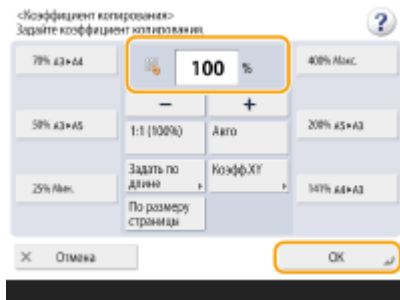 <Коэффициент копирования>
Задайте коэффициент копирования.
?
70% A3►A4
100 %
400% Макс.
−
+
50% A3►A5
1:1 (100%)
Авто
200% A5►A3
Задать по длине
Коэфф.XY
25% Мин.
141% A4►A3
По размеру страницы
× Отмена
OK